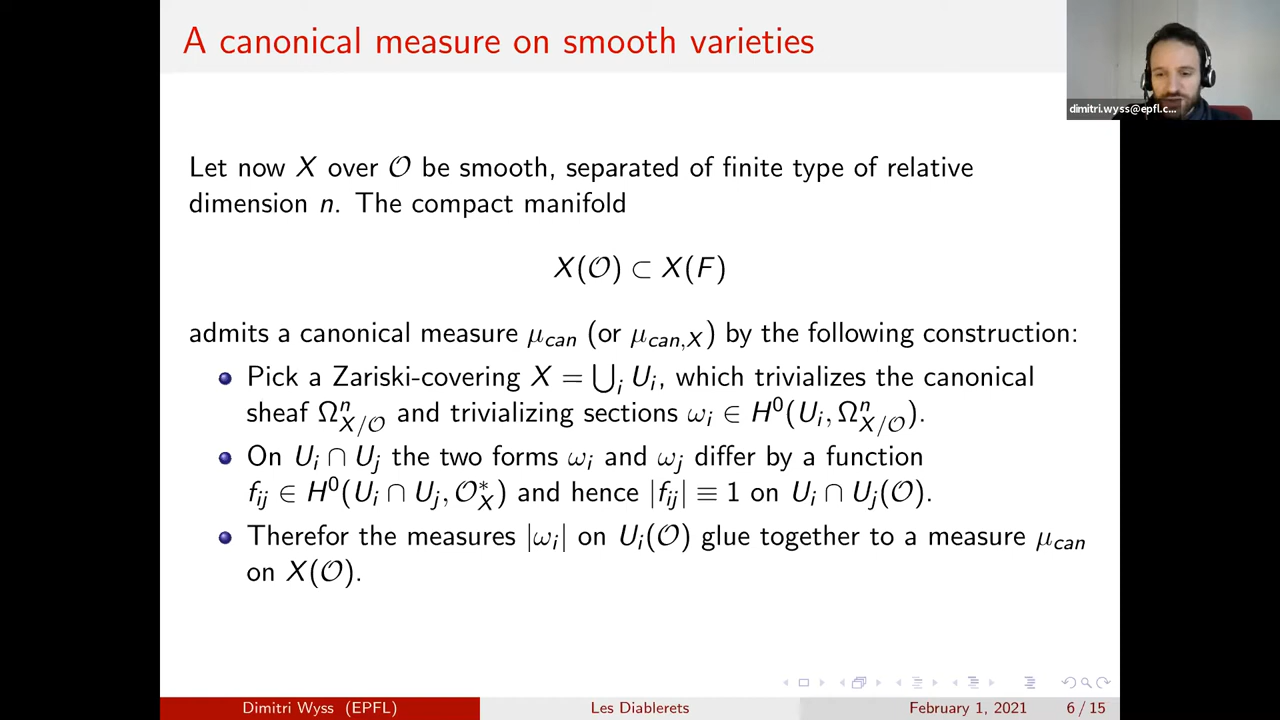 A canonical measure on smooth varieties
dimitri.wyss@epfl.c...
Let now X over 𝒪 be smooth, separated of finite type of relative
dimension n. The compact manifold
X(𝒪) ⊂ X(F)
admits a canonical measure μ_can (or μ_can,X) by the following construction:
Pick a Zariski-covering X = ⋃_i U_i, which trivializes the canonical
sheaf Ω^n_{X/𝒪} and trivializing sections ω_i ∈ H^0(U_i, Ω^n_{X/𝒪}).
On U_i ∩ U_j the two forms ω_i and ω_j differ by a function
f_ij ∈ H^0(U_i ∩ U_j, 𝒪*_X) and hence |f_ij| ≡ 1 on U_i ∩ U_j(𝒪).
Therefor the measures |ω_i| on U_i(𝒪) glue together to a measure μ_can
on X(𝒪).
Dimitri Wyss (EPFL)
Les Diablerets
February 1, 2021
6 / 15